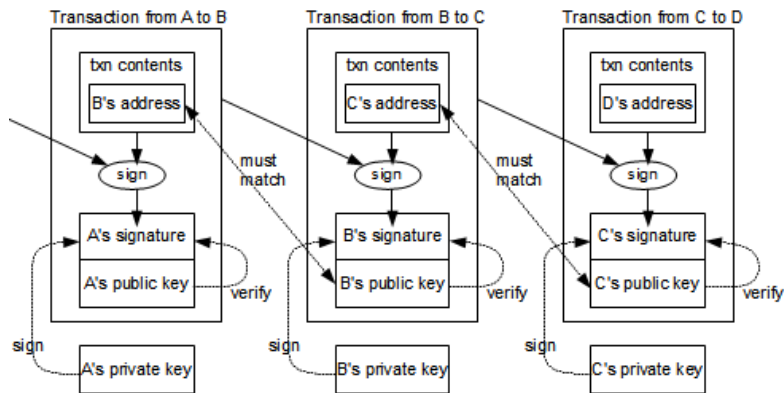 Transaction from A to B
txn contents
B's address
sign
A's signature
A's public key
verify
sign
A's private key
must
match
Transaction from B to C
txn contents
C's address
sign
B's signature
B's public key
verify
sign
B's private key
must
match
Transaction from C to D
txn contents
D's address
sign
C's signature
C's public key
verify
sign
C's private key